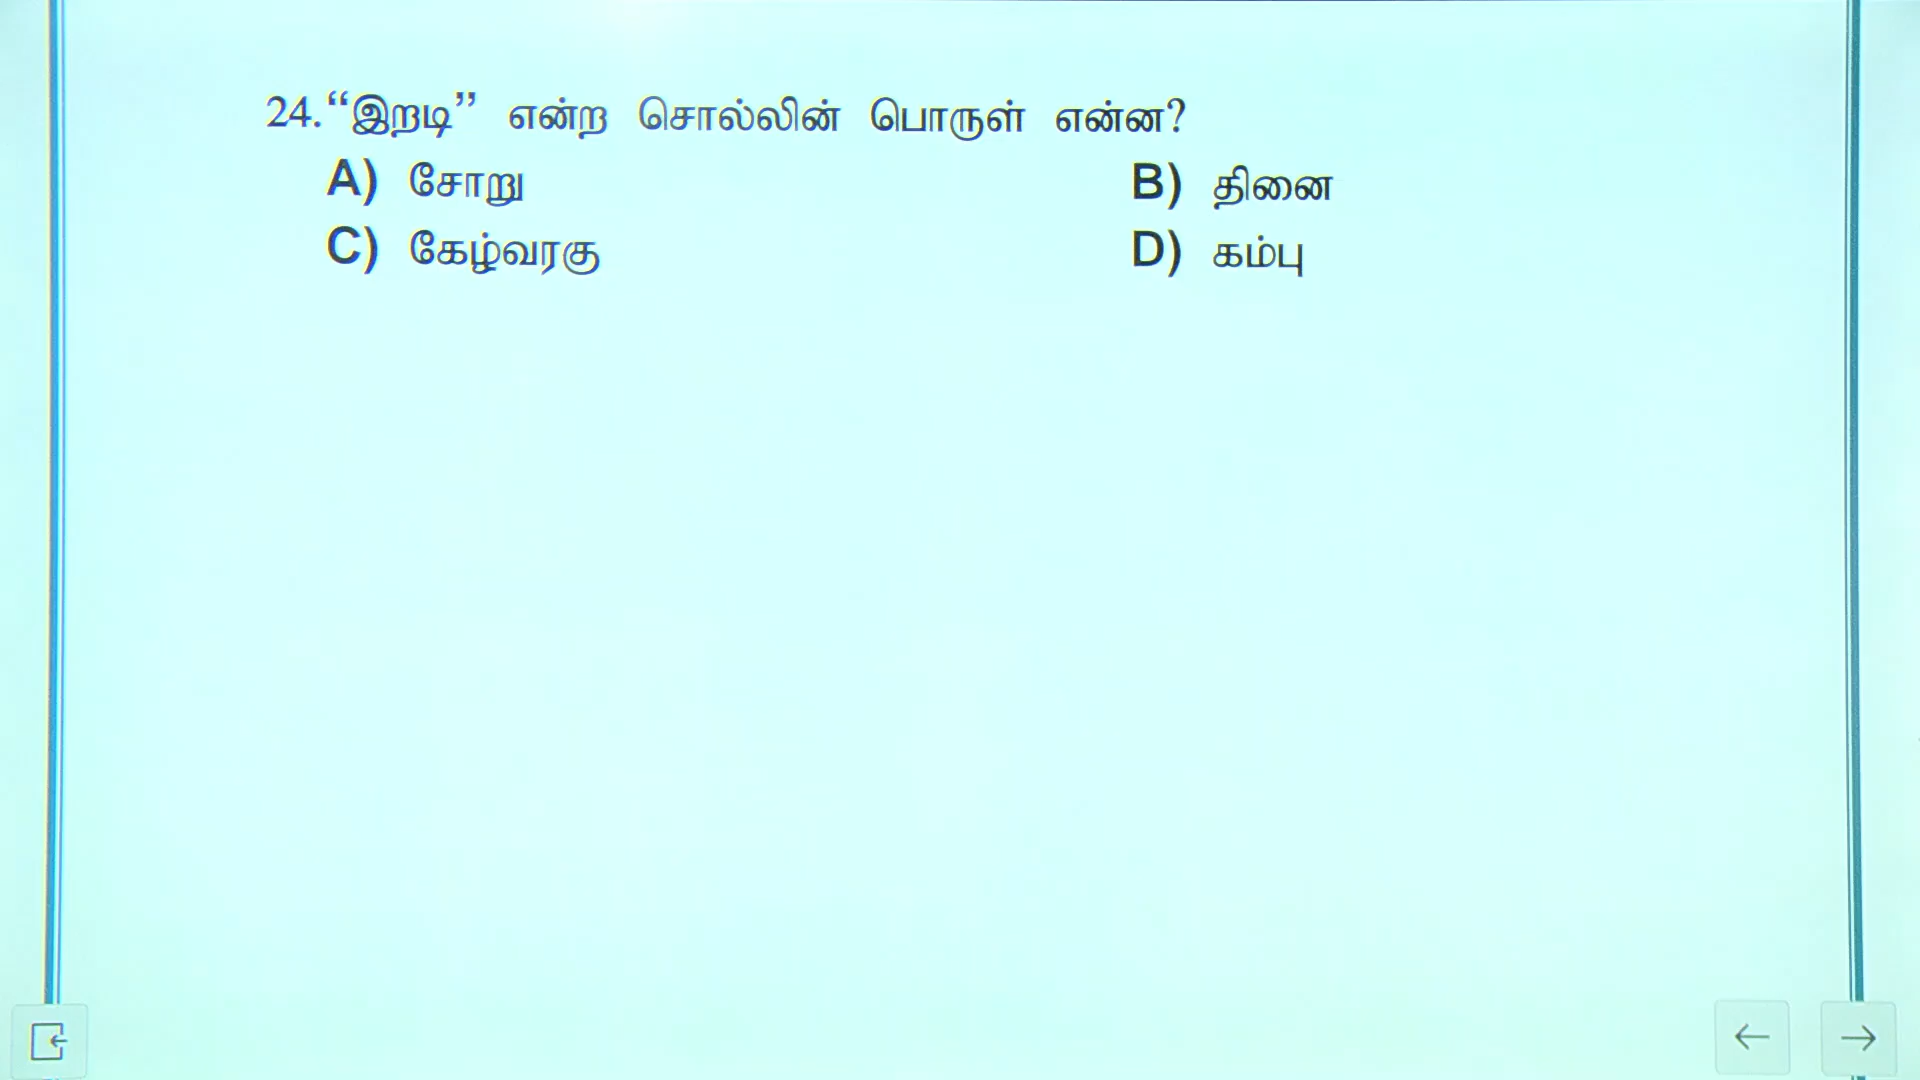 24.“இறடி” என்ற சொல்லின் பொருள் என்ன?
A) சோறு B) தினை
C) கேழ்வரகு D) கம்பு